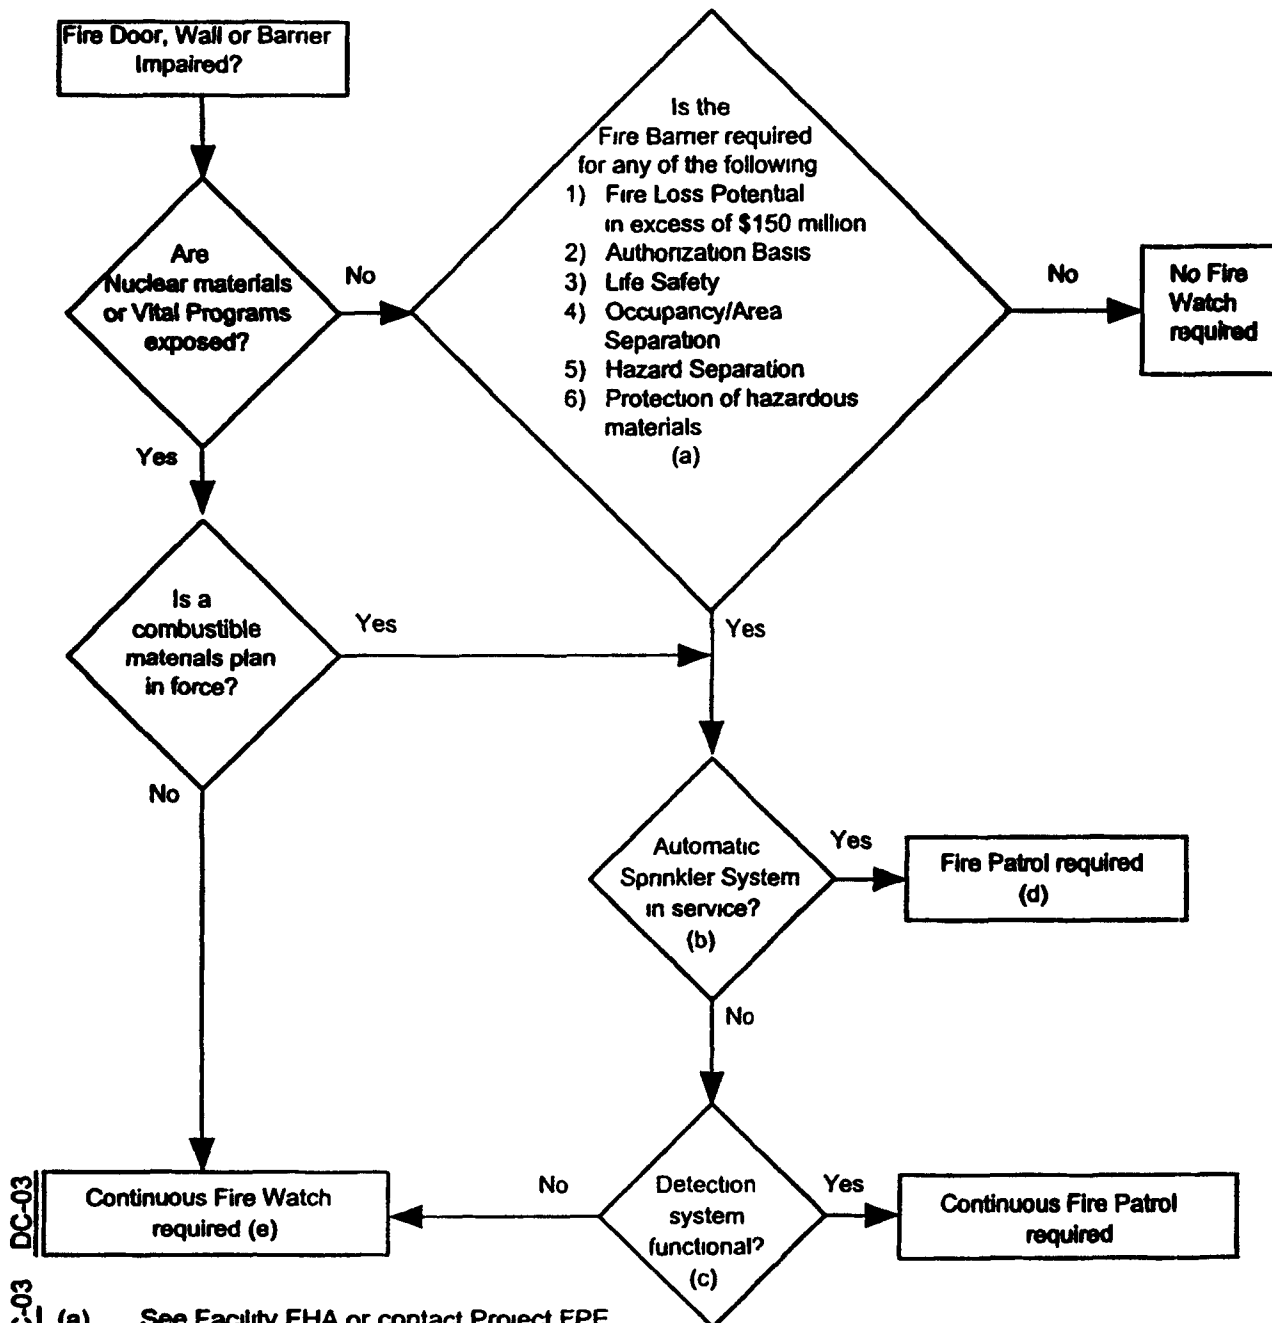 Fire Door, Wall or Barrier
Impaired?
Are
Nuclear materials
or Vital Programs
exposed?
No
Yes
Is the
Fire Barrier required
for any of the following
1) Fire Loss Potential
in excess of $150 million
2) Authorization Basis
3) Life Safety
4) Occupancy/Area
Separation
5) Hazard Separation
6) Protection of hazardous
materials
(a)
No
No Fire
Watch
required
Yes
Is a
combustible
materials plan
in force?
Yes
No
Automatic
Sprinkler System
in service?
(b)
Yes
Fire Patrol required
(d)
No
Detection
system
functional?
(c)
Yes
Continuous Fire Patrol
required
No
Continuous Fire Watch
required (e)
DC-03
C-03
(a) See Facility FHA or contact Project FPE